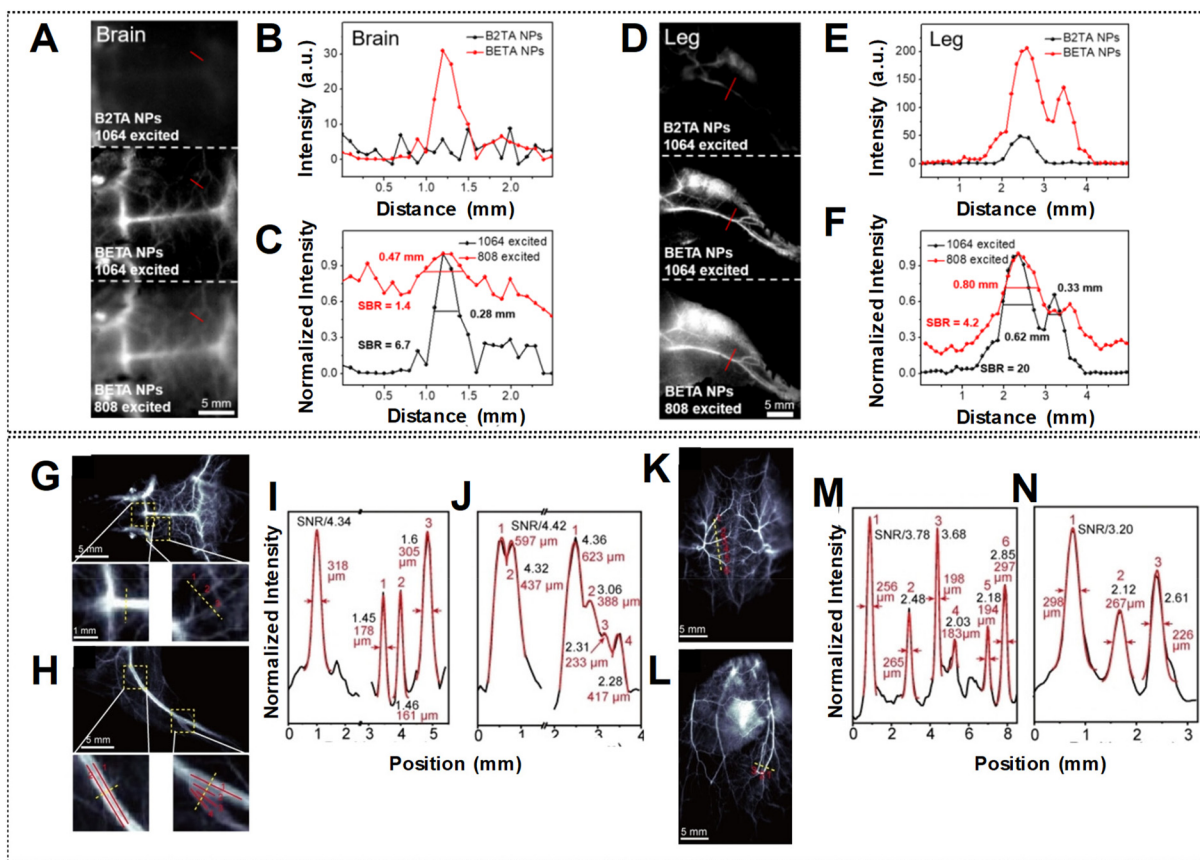 A
Brain
B2TA NPs
1064 excited
BETA NPs
1064 excited
BETA NPs
808 excited
5 mm
B
Brain
B2TA NPs
BETA NPs
Intensity (a.u.)
30
20
10
0
0.5 1.0 1.5 2.0
Distance (mm)
C
1064 excited
808 excited
Normalized Intensity
0.9
0.6
0.3
0.0
0.47 mm
SBR = 1.4
0.28 mm
SBR = 6.7
0.5 1.0 1.5 2.0
Distance (mm)
D
Leg
B2TA NPs
1064 excited
BETA NPs
1064 excited
BETA NPs
808 excited
5 mm
E
Leg
B2TA NPs
BETA NPs
Intensity (a.u.)
200
150
100
50
0
1 2 3 4
Distance (mm)
F
1064 excited
808 excited
Normalized Intensity
0.9
0.6
0.3
0.0
0.80 mm
0.33 mm
SBR = 4.2
0.62 mm
SBR = 20
1 2 3 4
Distance (mm)
G
5 mm
1 mm
H
5 mm
I
Normalized Intensity
SNR/4.34
318
µm
1.45
178
µm
1
2
1.46
161 µm
1.6
305
µm
3
0 1 2 3 4 5
J
SNR/4.42
1
597 µm
4.32
2
437 µm
1
4.36
623 µm
2
3.06
388 µm
2.31
3
233 µm
4
2.28
417 µm
0 1 2 3 4
Position (mm)
K
5 mm
L
5 mm
M
Normalized Intensity
1
SNR/3.78
256
µm
2
2.48
265
µm
3
3.68
198 µm
4
2.03
183µm
5
2.18
194
µm
6
2.85
297
µm
0 2 4 6 8
N
1
SNR/3.20
298
µm
2
2.12
267µm
3
2.61
226
µm
0 1 2 3
Position (mm)